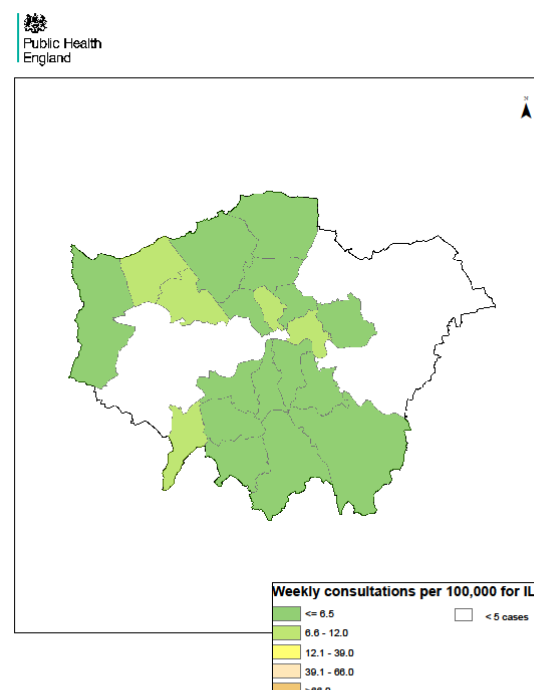 Public Health
England
N
Weekly consultations per 100,000 for IL
<= 6.5
< 5 cases
6.6 - 12.0
12.1 - 39.0
39.1 - 66.0